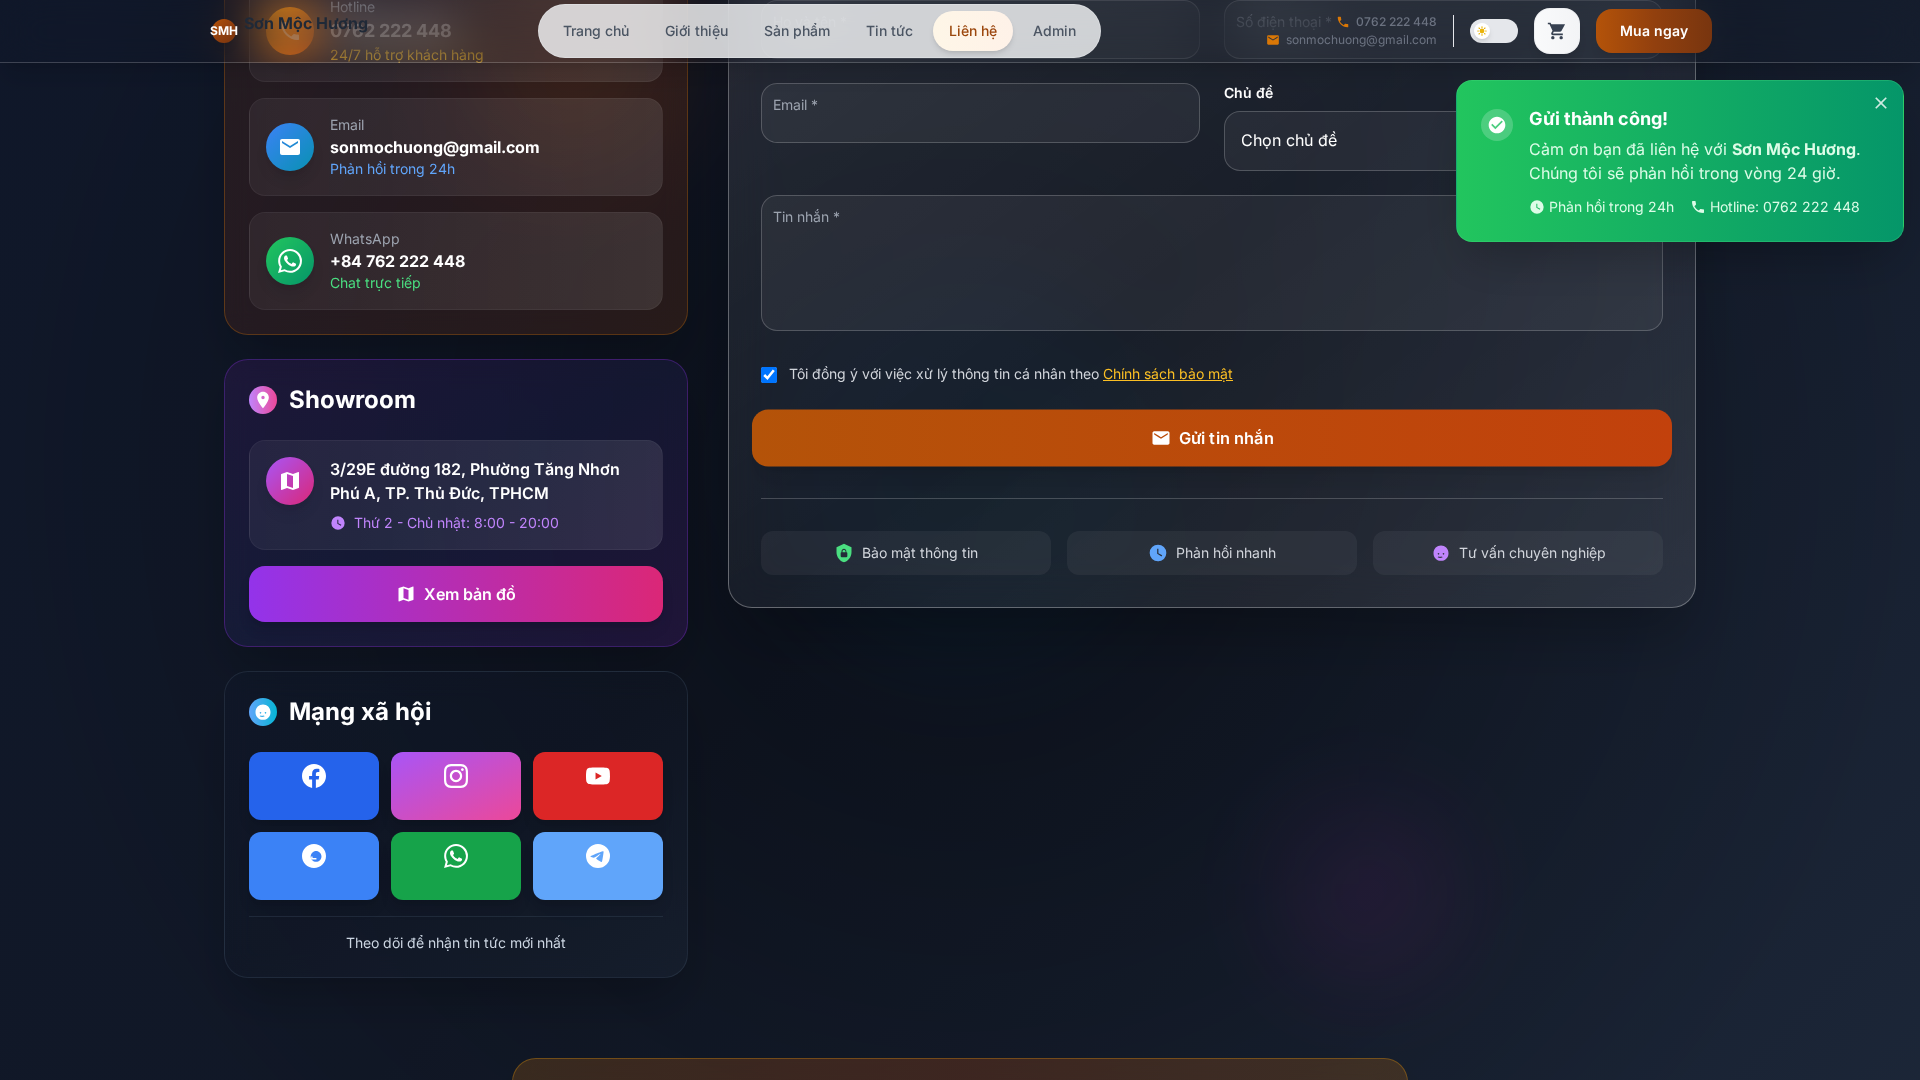 SMH Sơn Mộc Hương
Trang chủ Giới thiệu Sản phẩm Tin tức Liên hệ Admin
0762 222 448
sonmochuong@gmail.com
Mua ngay
Hotline
0762 222 448
24/7 hỗ trợ khách hàng
Email
sonmochuong@gmail.com
Phản hồi trong 24h
WhatsApp
+84 762 222 448
Chat trực tiếp
Showroom
3/29E đường 182, Phường Tăng Nhơn
Phú A, TP. Thủ Đức, TPHCM
Thứ 2 - Chủ nhật: 8:00 - 20:00
Xem bản đồ
Mạng xã hội
Theo dõi để nhận tin tức mới nhất
Số điện thoại *
Email *
Chủ đề
Chọn chủ đề
Tin nhắn *
Tôi đồng ý với việc xử lý thông tin cá nhân theo Chính sách bảo mật
Gửi tin nhắn
Bảo mật thông tin
Phản hồi nhanh
Tư vấn chuyên nghiệp
Gửi thành công!
Cảm ơn bạn đã liên hệ với Sơn Mộc Hương.
Chúng tôi sẽ phản hồi trong vòng 24 giờ.
Phản hồi trong 24h Hotline: 0762 222 448